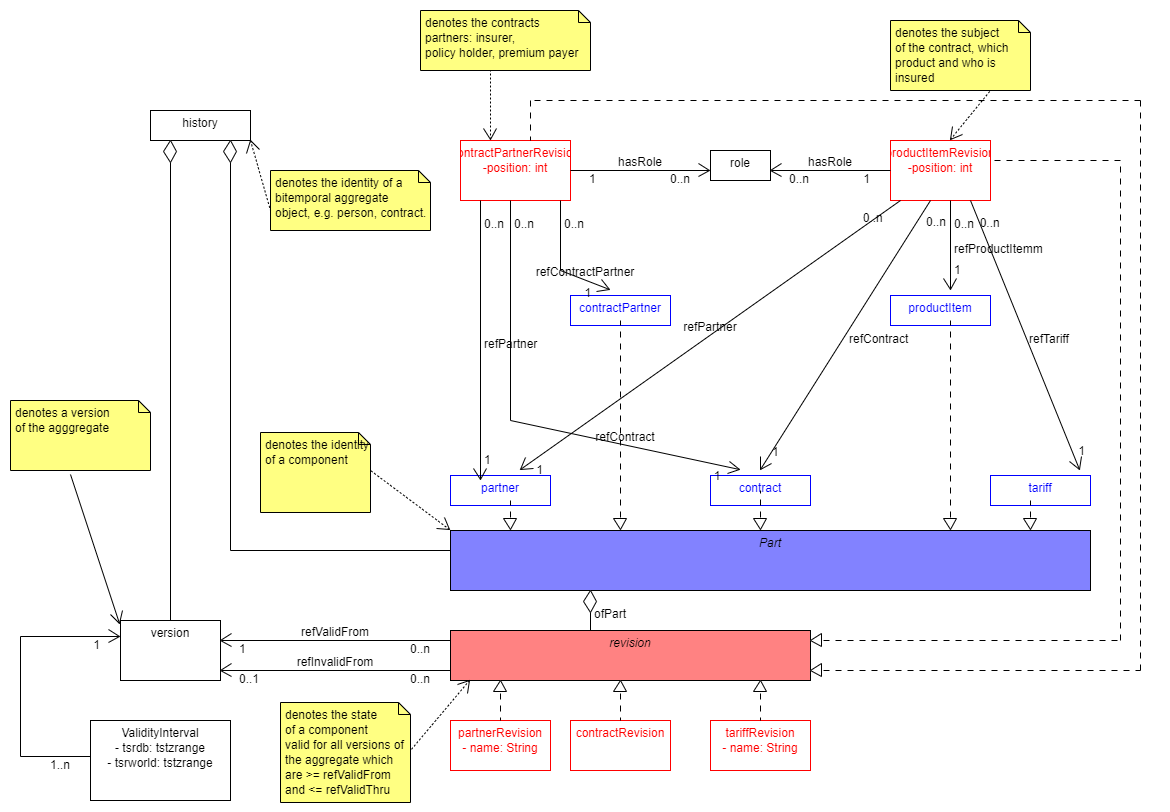 denotes the contracts
partners: insurer,
policy holder, premium payer
denotes the subject
of the contract, which
product and who is
insured
history
denotes the identity of a
bitemporal aggregate
object, e.g. person, contract.
ontractPartnerRevisio
-position: int
hasRole
1
0..n
role
hasRole
0..n
1
roductItemRevision
-position: int
0..n
0..n
0..n
0..n
0..n
0..n
0..n
refProductItemm
1
refContractPartner
1
contractPartner
productItem
refPartner
refPartner
refContract
refTariff
denotes a version
of the agggregate
denotes the identity
of a component
refContract
1
1
1
1
1
partner
contract
tariff
Part
ofPart
version
1
refValidFrom
1
0..n
refInvalidFrom
0..1
0..n
revision
denotes the state
of a component
valid for all versions of
the aggregate which
are >= refValidFrom
and <= refValidThru
ValidityInterval
- tsrdb: tstzrange
- tsrworld: tstzrange
1..n
partnerRevision
- name: String
contractRevision
tariffRevision
- name: String